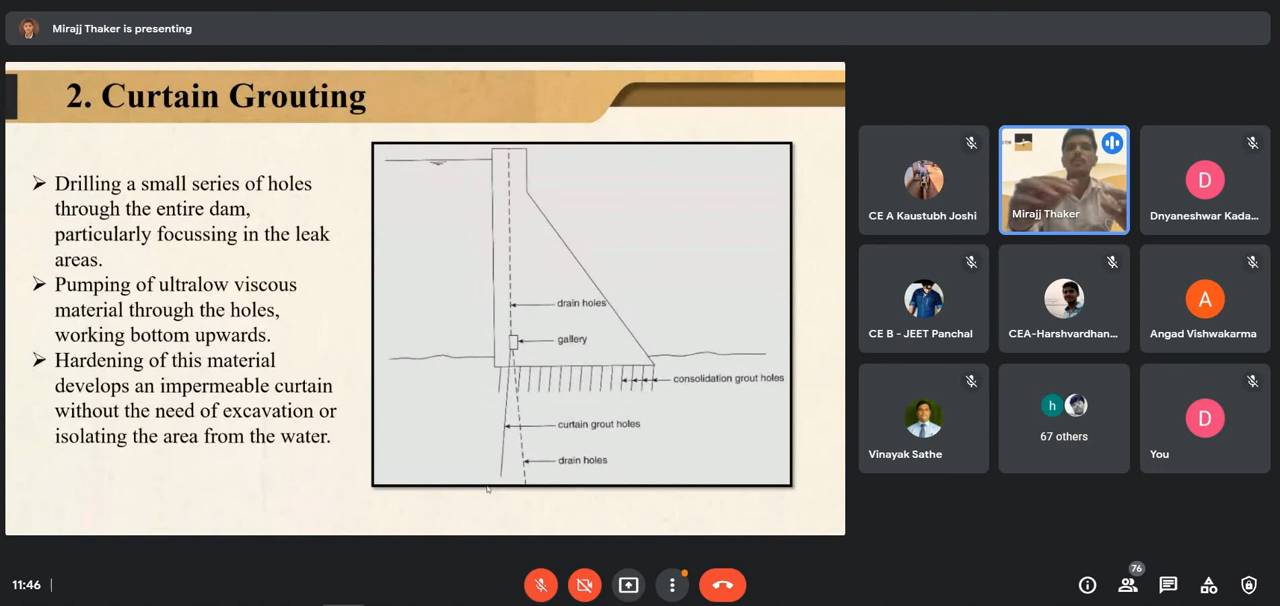 Mirajj Thaker is presenting
2. Curtain Grouting
➢ Drilling a small series of holes
through the entire dam,
particularly focussing in the leak
areas.
➢ Pumping of ultralow viscous
material through the holes,
working bottom upwards.
➢ Hardening of this material
develops an impermeable curtain
without the need of excavation or
isolating the area from the water.
drain holes
gallery
consolidation grout holes
curtain grout holes
drain holes
CE A Kaustubh Joshi
Mirajj Thaker
D
Dnyaneshwar Kada...
CE B - JEET Panchal
CEA-Harshvardhan...
A
Angad Vishwakarma
Vinayak Sathe
h
67 others
D
You
11:46
76